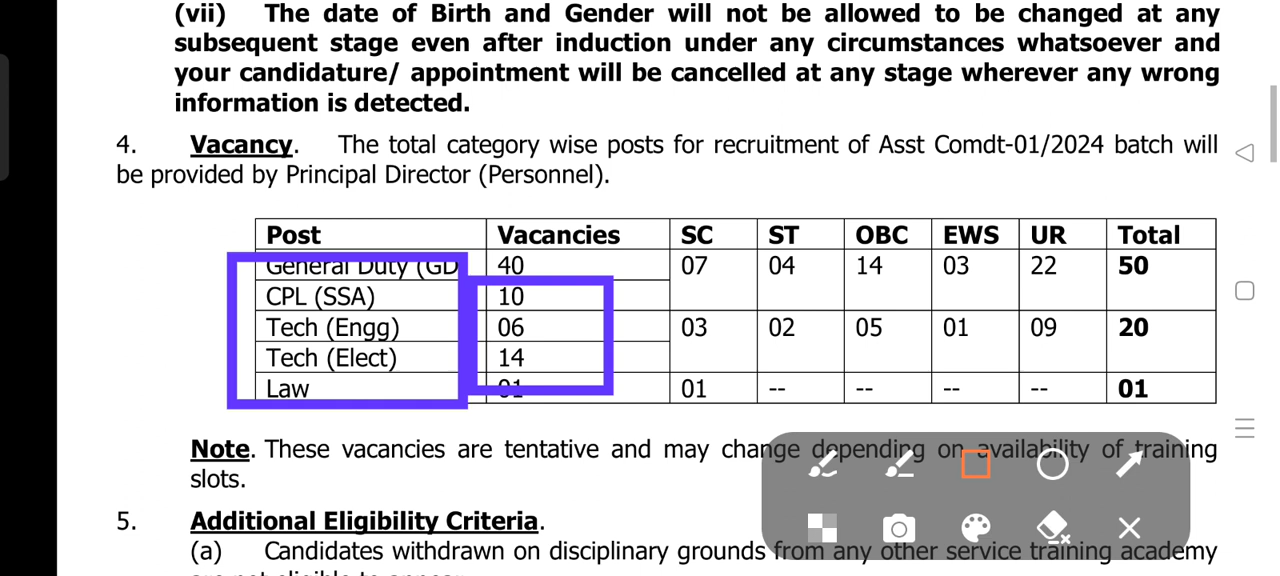 (vii) The date of Birth and Gender will not be allowed to be changed at any
subsequent stage even after induction under any circumstances whatsoever and
your candidature/ appointment will be cancelled at any stage wherever any wrong
information is detected.
4. Vacancy. The total category wise posts for recruitment of Asst Comdt-01/2024 batch will
be provided by Principal Director (Personnel).
Post Vacancies SC ST OBC EWS UR Total
General Duty (GD 40 07 04 14 03 22 50
CPL (SSA) 10
Tech (Engg) 06 03 02 05 01 09 20
Tech (Elect) 14
Law 01 01 -- -- -- -- 01
Note. These vacancies are tentative and may change depending on availability of training
slots.
5. Additional Eligibility Criteria.
(a) Candidates withdrawn on disciplinary grounds from any other service training academy